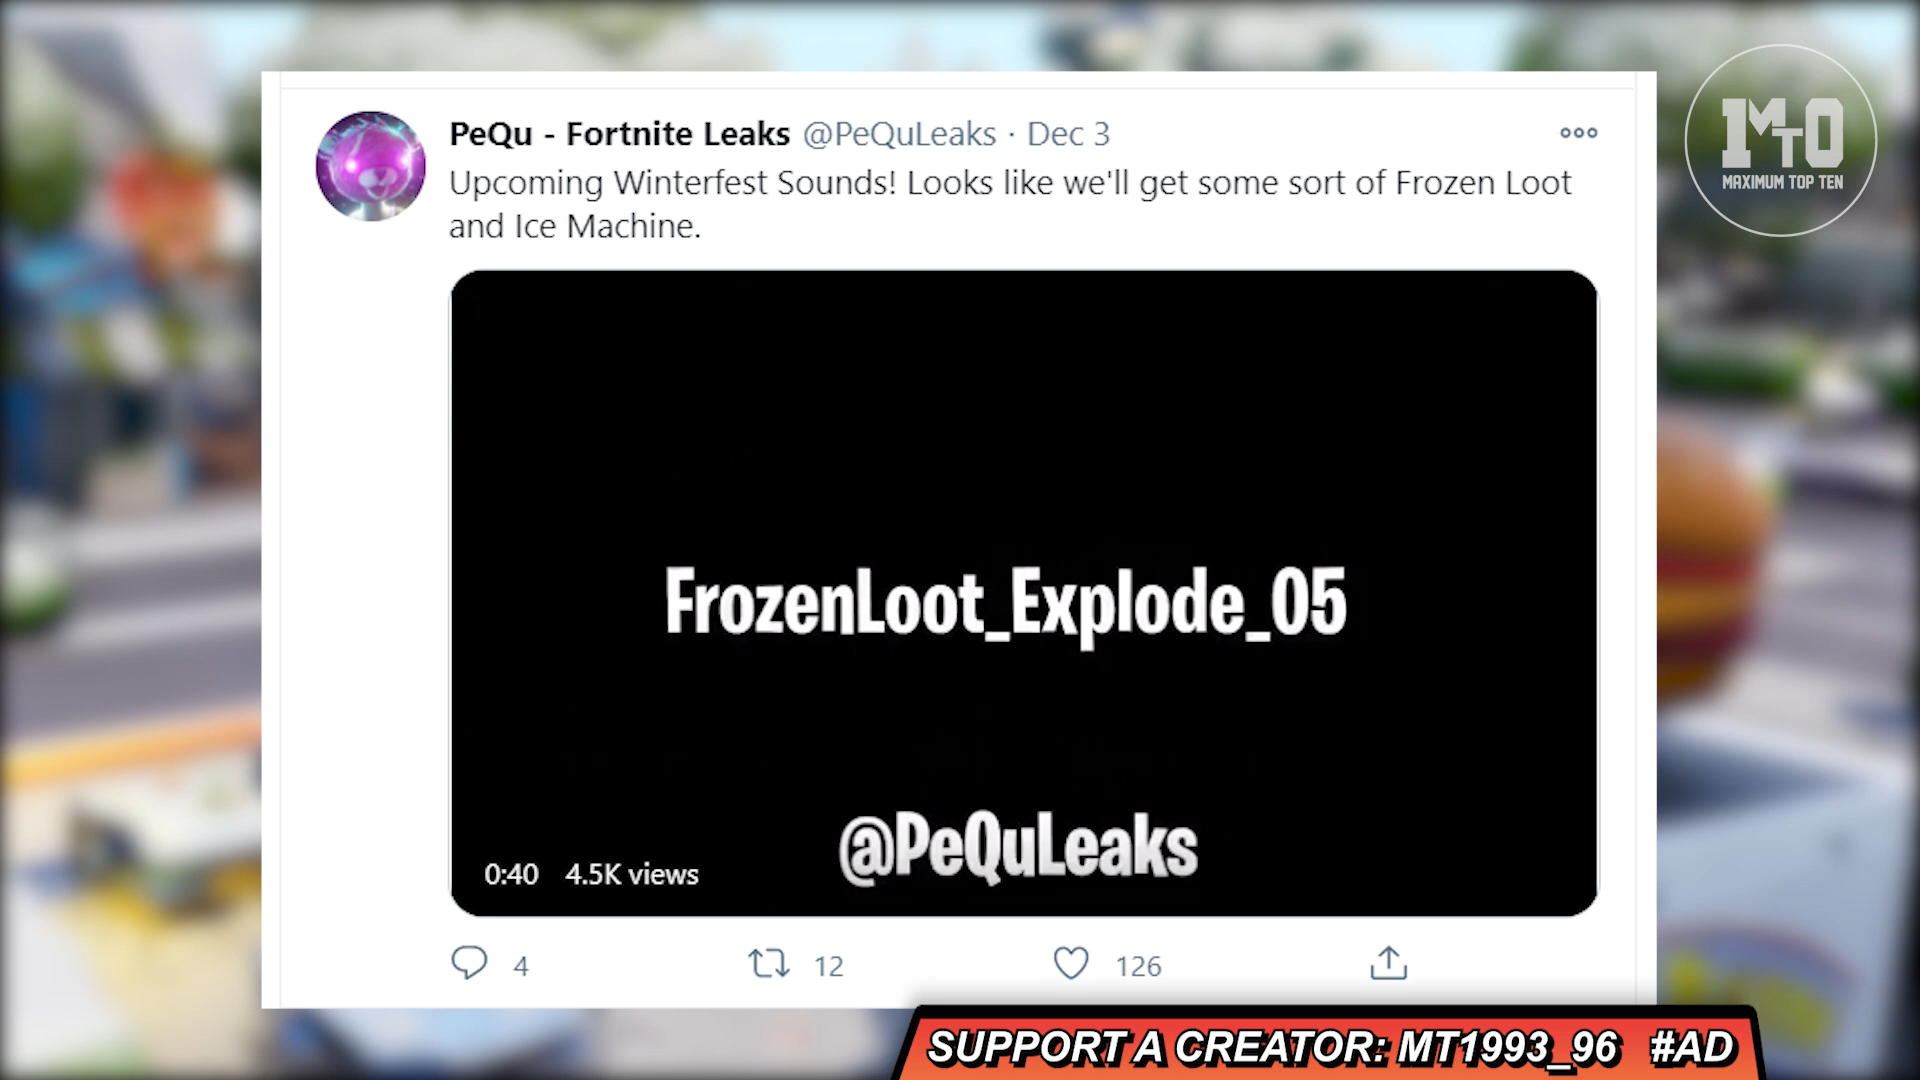 PeQu - Fortnite Leaks @PeQuLeaks · Dec 3
Upcoming Winterfest Sounds! Looks like we'll get some sort of Frozen Loot
and Ice Machine.
FrozenLoot_Explode_05
@PeQuLeaks
0:40 4.5K views
4 12 126
1MT0
MAXIMUM TOP TEN
SUPPORT A CREATOR: MT1993_96 #AD